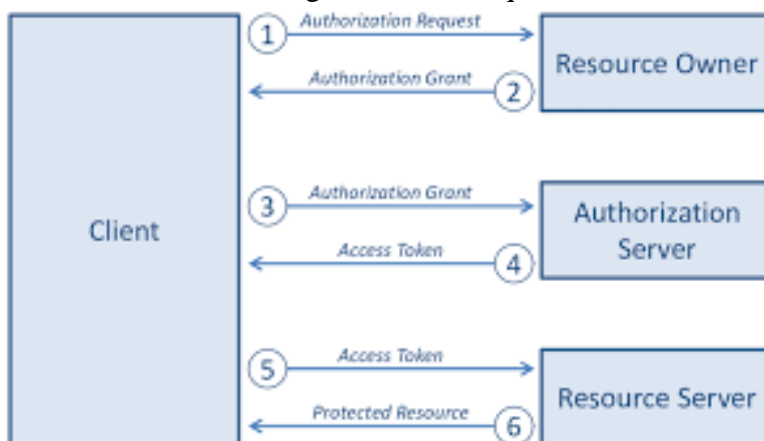 1
Authorization Request
Resource Owner
Authorization Grant
2
3
Authorization Grant
Authorization
Server
Client
Access Token
4
5
Access Token
Resource Server
Protected Resource
6